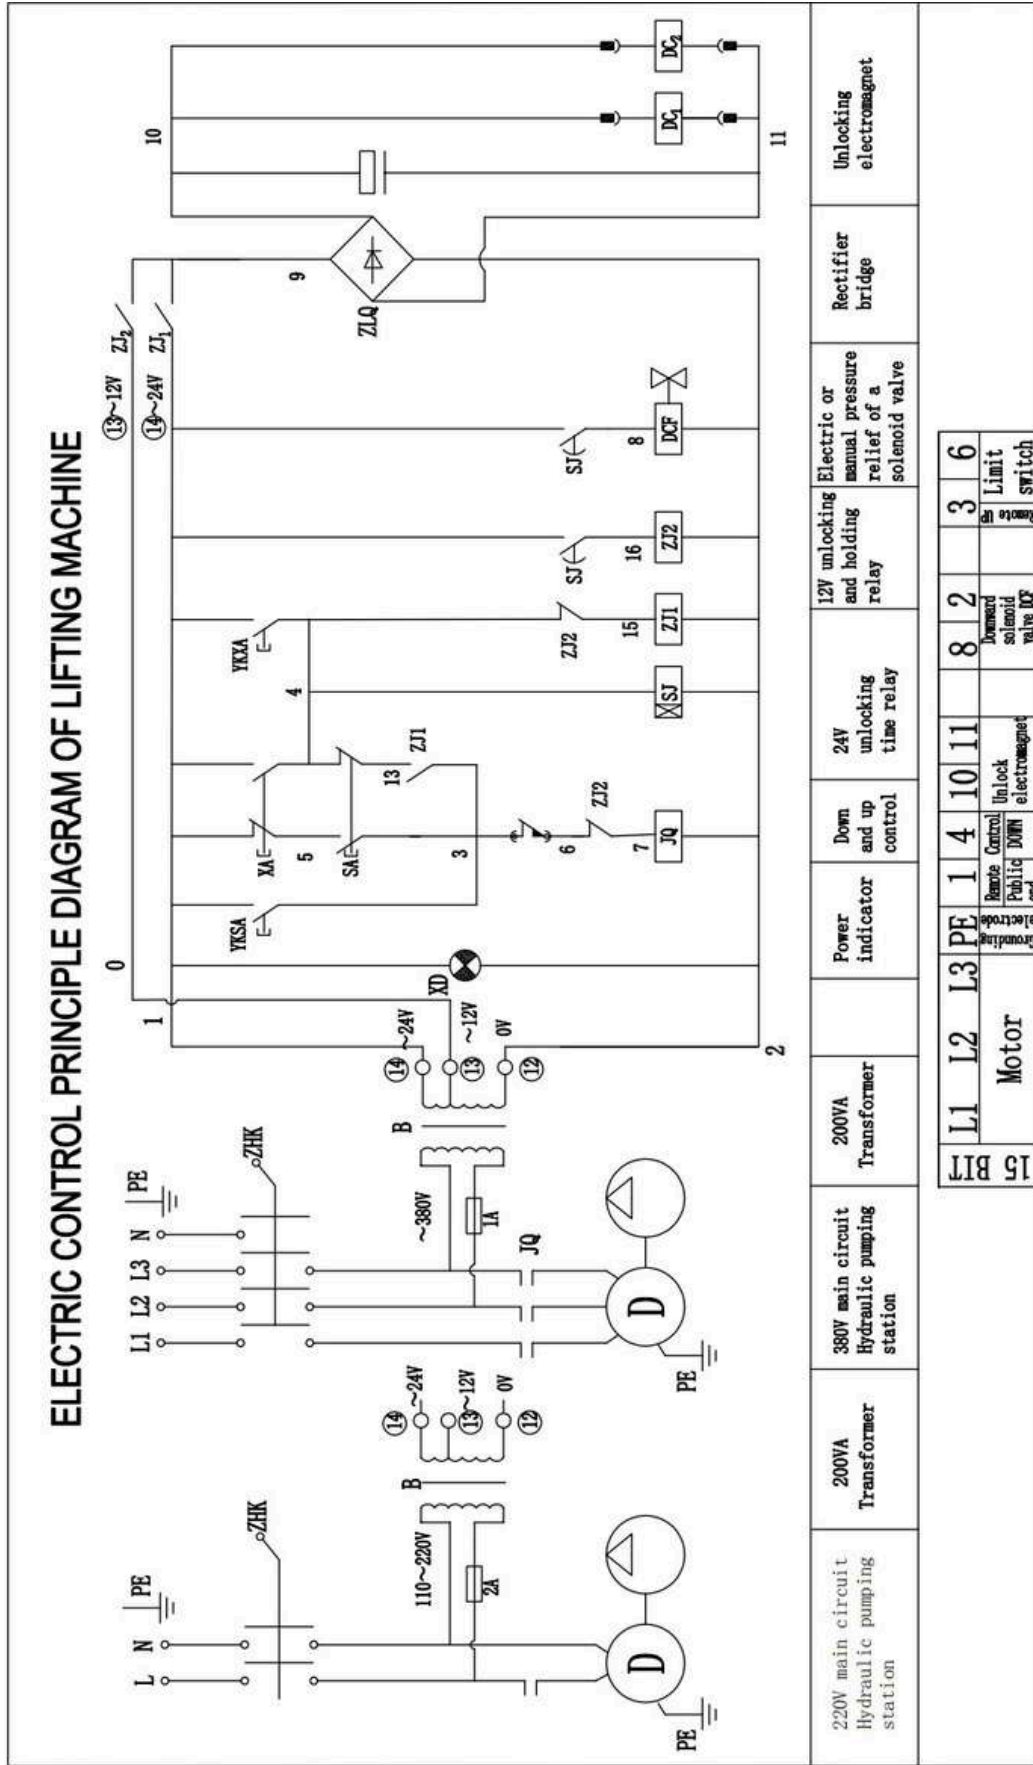 ELECTRIC CONTROL PRINCIPLE DIAGRAM OF LIFTING MACHINE
L
N
PE
ZHK
110~220V
2A
B
14
~24V
13
~12V
12
0V
D
PE
L1
L2
L3
N
PE
ZHK
~380V
1A
JQ
B
14
~24V
13
~12V
12
0V
D
PE
0
1
2
XD
YKSA
XA
5
SA
3
6
ZJ2
7
JQ
13
ZJ1
4
SJ
YKXA
ZJ2
15
ZJ1
SJ
16
ZJ2
SJ
8
DCF
13~12V
ZJ2
14~24V
ZJ1
9
ZLQ
10
11
DC1
DC2
220V main circuit
Hydraulic pumping
station
200VA
Transformer
380V main circuit
Hydraulic pumping
station
200VA
Transformer
Power
indicator
Down
and up
control
24V
unlocking
time relay
12V unlocking
and holding
relay
Electric or
manual pressure
relief of a
solenoid valve
Rectifier
bridge
Unlocking
electromagnet
15 BIT
L1 L2 L3 PE 1 4 10 11 8 2 3 6
Motor
Grounding
electrode
Remote Control
Public DOWN
end
Unlock
electromagnet
Downward
solenoid
valve DCF
Remote UP
Limit
switch